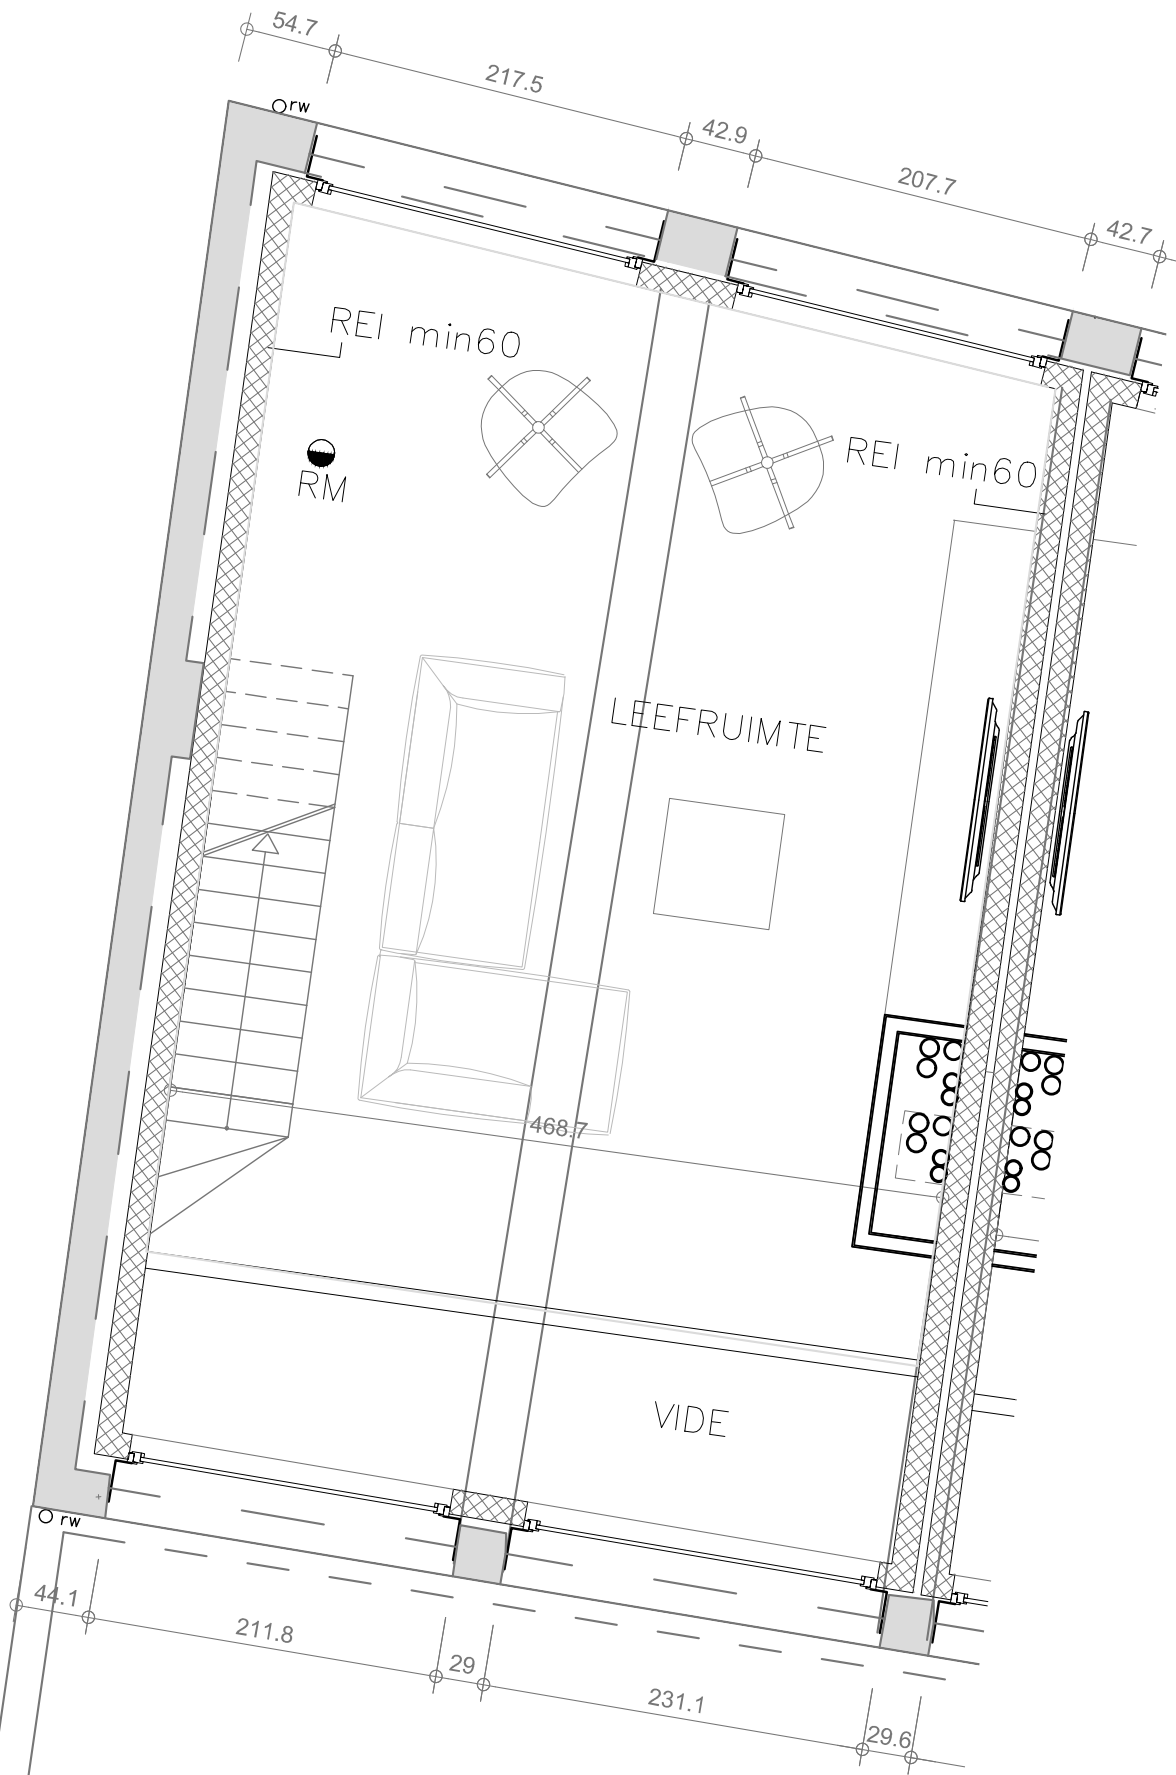 54.7
217.5
42.9
207.7
42.7
rw
REI min60
REI min60
RM
LEEFRUIMTE
468.7
VIDE
rw
44.1
211.8
29
231.1
29.6